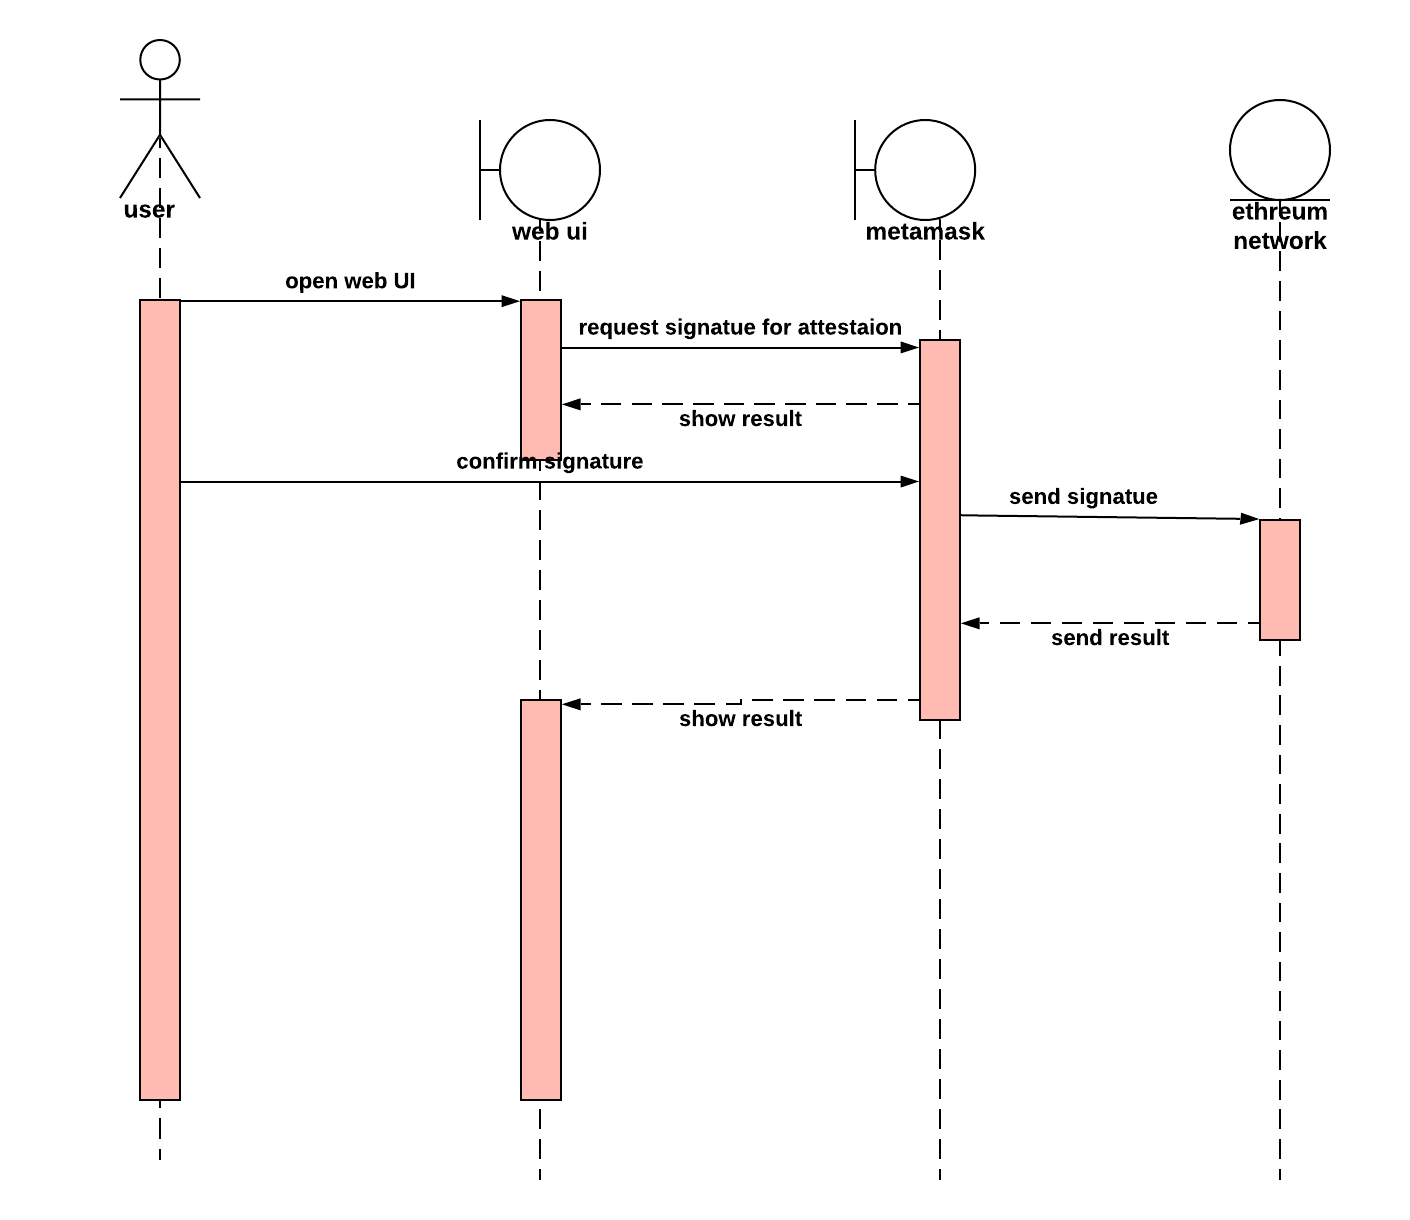 user
web ui
metamask
ethreum
network
open web UI
request signatue for attestaion
show result
confirm signature
send signatue
send result
show result